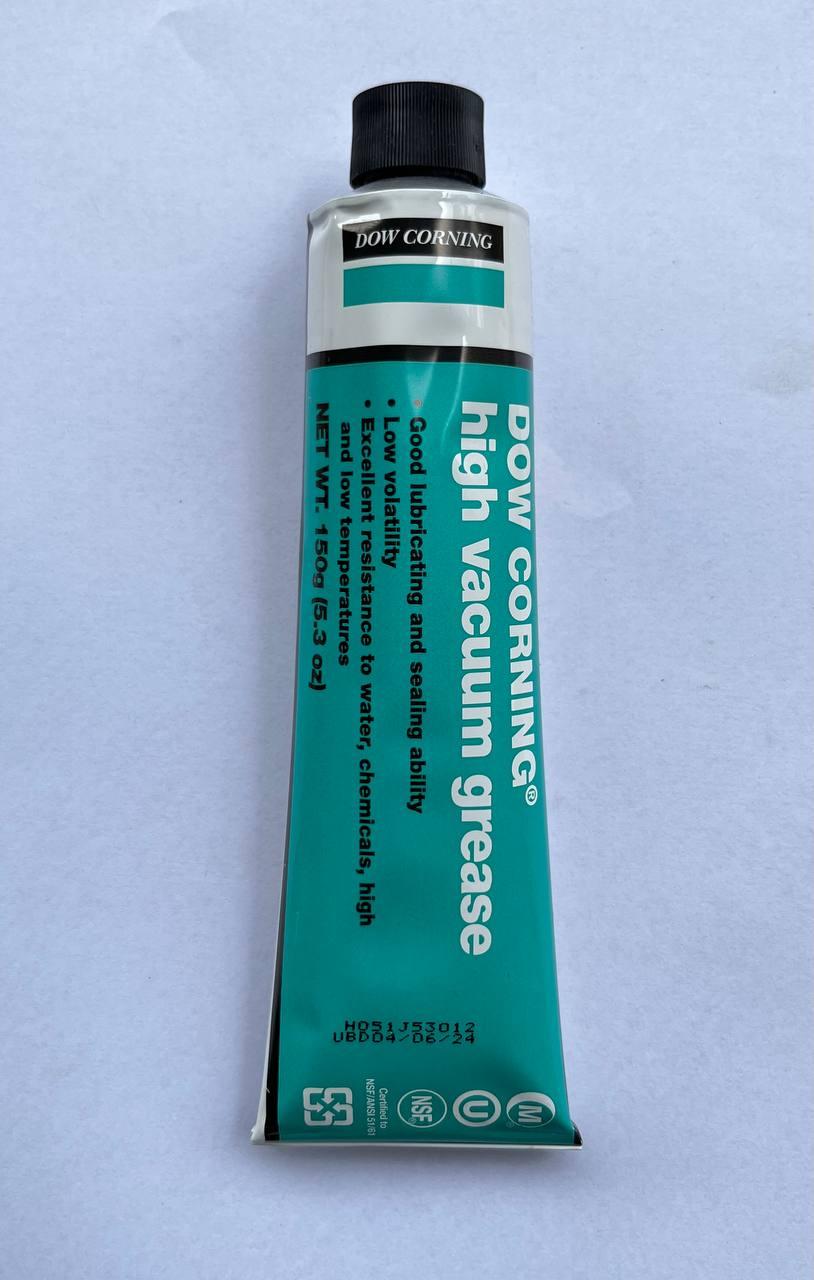 DOW CORNING
DOW CORNING®
high vacuum grease
• Good lubricating and sealing ability
• Low volatility
• Excellent resistance to water, chemicals, high
and low temperatures
NET WT. 150g (5.3 oz)
H051J53012
UBD04/06/24
M®
U
NSF®
Certified to
NSF/ANSI 51/61